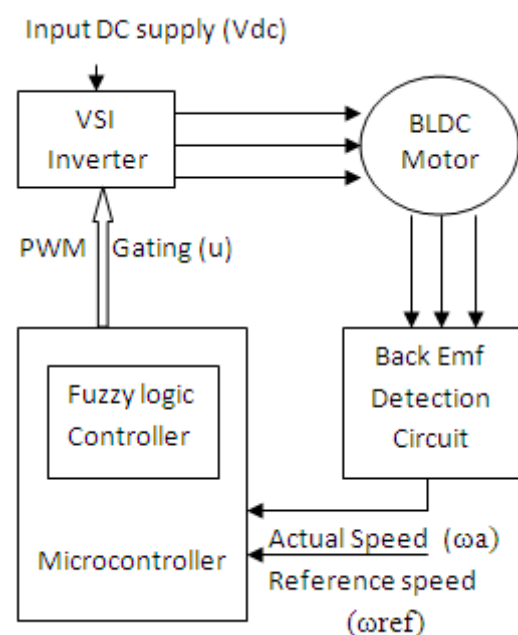 Input DC supply (Vdc)
VSI
Inverter
BLDC
Motor
PWM Gating (u)
Back Emf
Detection
Circuit
Fuzzy logic
Controller
Microcontroller
Actual Speed (ωa)
Reference speed
(ωref)